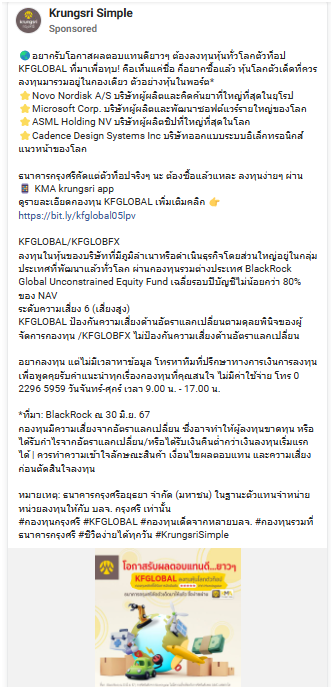 Krungsri Simple
Sponsored
krungsri
Simple
🌏 อยากรับโอกาสผลตอบแทนดียาวๆ ต้องลงทุนหุ้นทั่วโลกตัวท็อป
KFGLOBAL ที่มาเพื่อทุบ! คือเห็นแค่ชื่อ ก็อยากซื้อแล้ว หุ้นโลกตัวเด็ดที่ควร
ลงทุนมารวมอยู่ในกองเดียว ตัวอย่างหุ้นในพอร์ต*
⭐ Novo Nordisk A/S บริษัทผู้ผลิตและคิดค้นยาที่ใหญ่ที่สุดในยุโรป
⭐ Microsoft Corp. บริษัทผู้ผลิตและพัฒนาซอฟต์แวร์รายใหญ่ของโลก
⭐ ASML Holding NV บริษัทผู้ผลิตชิปที่ใหญ่ที่สุดในโลก
⭐ Cadence Design Systems Inc บริษัทออกแบบระบบอิเล็กทรอนิกส์
แนวหน้าของโลก
ธนาคารกรุงศรีคัดแต่ตัวท็อปจริงๆ นะ ต้องซื้อแล้วแหละ ลงทุนง่ายๆ ผ่าน
📱 KMA krungsri app
ดูรายละเอียดกองทุน KFGLOBAL เพิ่มเติมคลิก 👉
https://bit.ly/kfglobal05lpv
KFGLOBAL/KFGLOBFX
ลงทุนในหุ้นของบริษัทที่มีภูมิลำเนาหรือดำเนินธุรกิจโดยส่วนใหญ่อยู่ในกลุ่ม
ประเทศที่พัฒนาแล้วทั่วโลก ผ่านกองทุนรวมต่างประเทศ BlackRock
Global Unconstrained Equity Fund เฉลี่ยรอบปีบัญชีไม่น้อยกว่า 80%
ของ NAV
ระดับความเสี่ยง 6 (เสี่ยงสูง)
KFGLOBAL ป้องกันความเสี่ยงด้านอัตราแลกเปลี่ยนตามดุลยพินิจของผู้
จัดการกองทุน /KFGLOBFX ไม่ป้องกันความเสี่ยงด้านอัตราแลกเปลี่ยน
อยากลงทุน แต่ไม่มีเวลาหาข้อมูล โทรหาทีมที่ปรึกษาทางการเงินการลงทุน
เพื่อพูดคุยรับคำแนะนำทุกเรื่องกองทุนที่คุณสนใจ ไม่มีค่าใช้จ่าย โทร 0
2296 5959 วันจันทร์-ศุกร์ เวลา 9.00 น. - 17.00 น.
*ที่มา: BlackRock ณ 30 มิ.ย. 67
กองทุนมีความเสี่ยงจากอัตราแลกเปลี่ยน ซึ่งอาจทำให้ผู้ลงทุนขาดทุน หรือ
ได้รับกำไรจากอัตราแลกเปลี่ยน/หรือได้รับเงินคืนต่ำกว่าเงินลงทุนเริ่มแรก
ได้ | ควรทำความเข้าใจลักษณะสินค้า เงื่อนไขผลตอบแทน และความเสี่ยง
ก่อนตัดสินใจลงทุน
หมายเหตุ: ธนาคารกรุงศรีอยุธยา จำกัด (มหาชน) ในฐานะตัวแทนจำหน่าย
หน่วยลงทุนให้กับ บลจ. กรุงศรี เท่านั้น
#กองทุนกรุงศรี #KFGLOBAL #กองทุนเด็ดจากหลายบลจ. #กองทุนรวมที่
ธนาคารกรุงศรี #ชีวิตง่ายได้ทุกวัน #KrungsriSimple
โอกาสรับผลตอบแทนดี...ยาวๆ
KFGLOBAL ลงทุนหุ้นโลกตัวท็อป